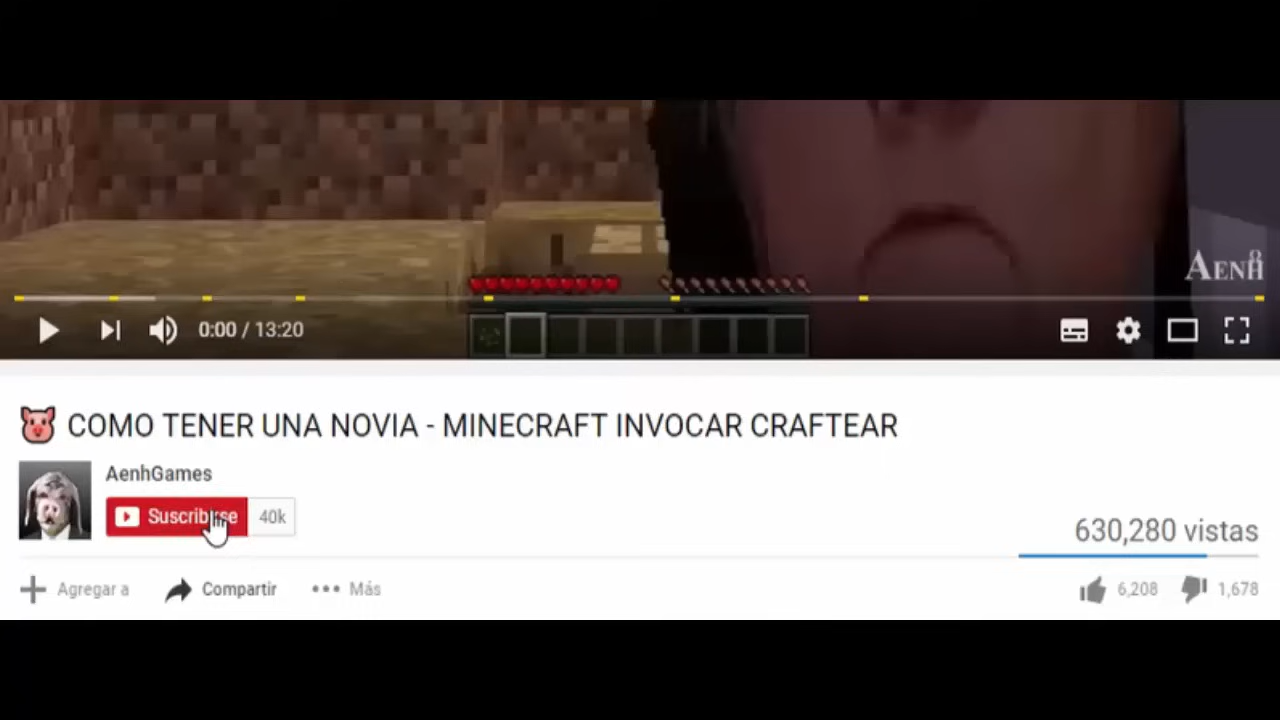 AENH
0:00 / 13:20
COMO TENER UNA NOVIA - MINECRAFT INVOCAR CRAFTEAR
AenhGames
Suscribirse 40k
630,280 vistas
Agregar a Compartir Más 6,208 1,678